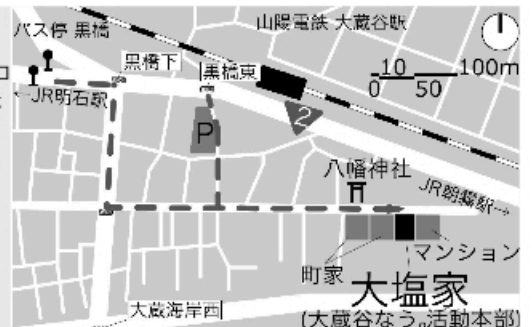 山陽電鉄 大蔵谷駅
バス停 黒橋
黒橋下
黒橋東
10 100m
0 50
←JR明石駅
P
2
八幡神社
JR朝霧駅→
マンション
町家
大塩家
大蔵海岸西
(大蔵谷なう。活動本部)